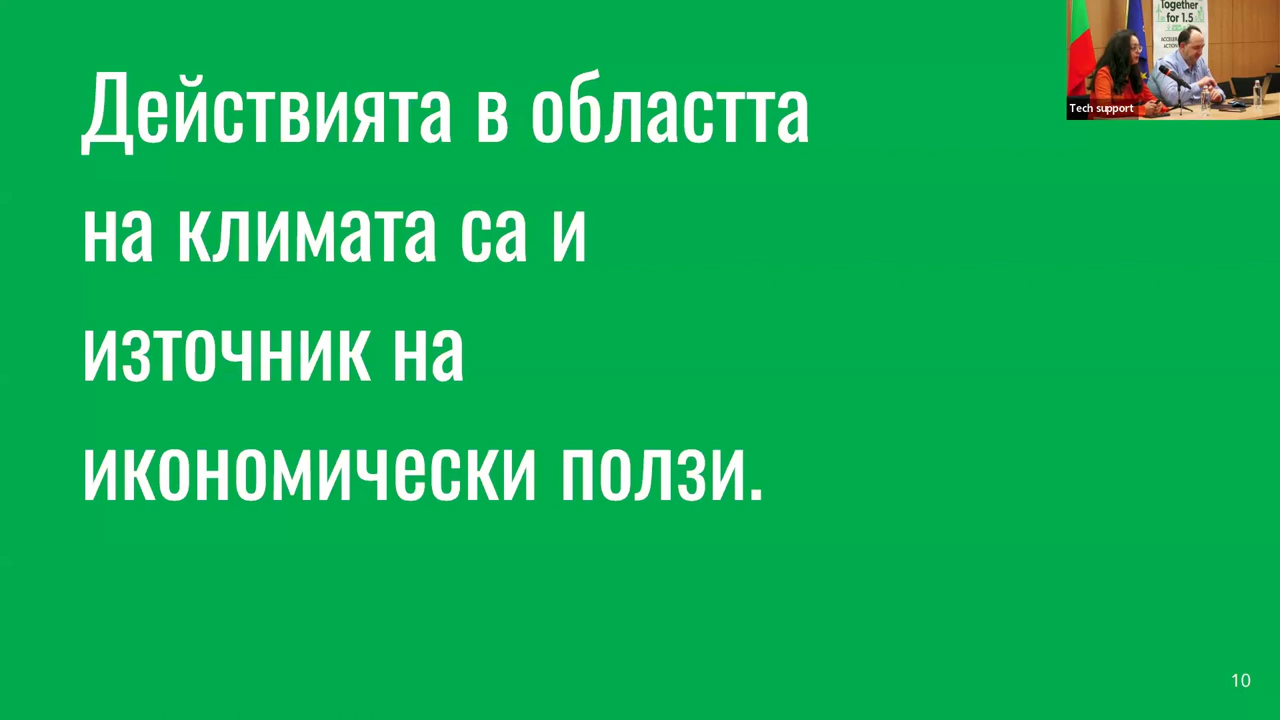 Действията в областта
на климата са и
източник на
икономически ползи.
Together
for 1.5
Tech support
10